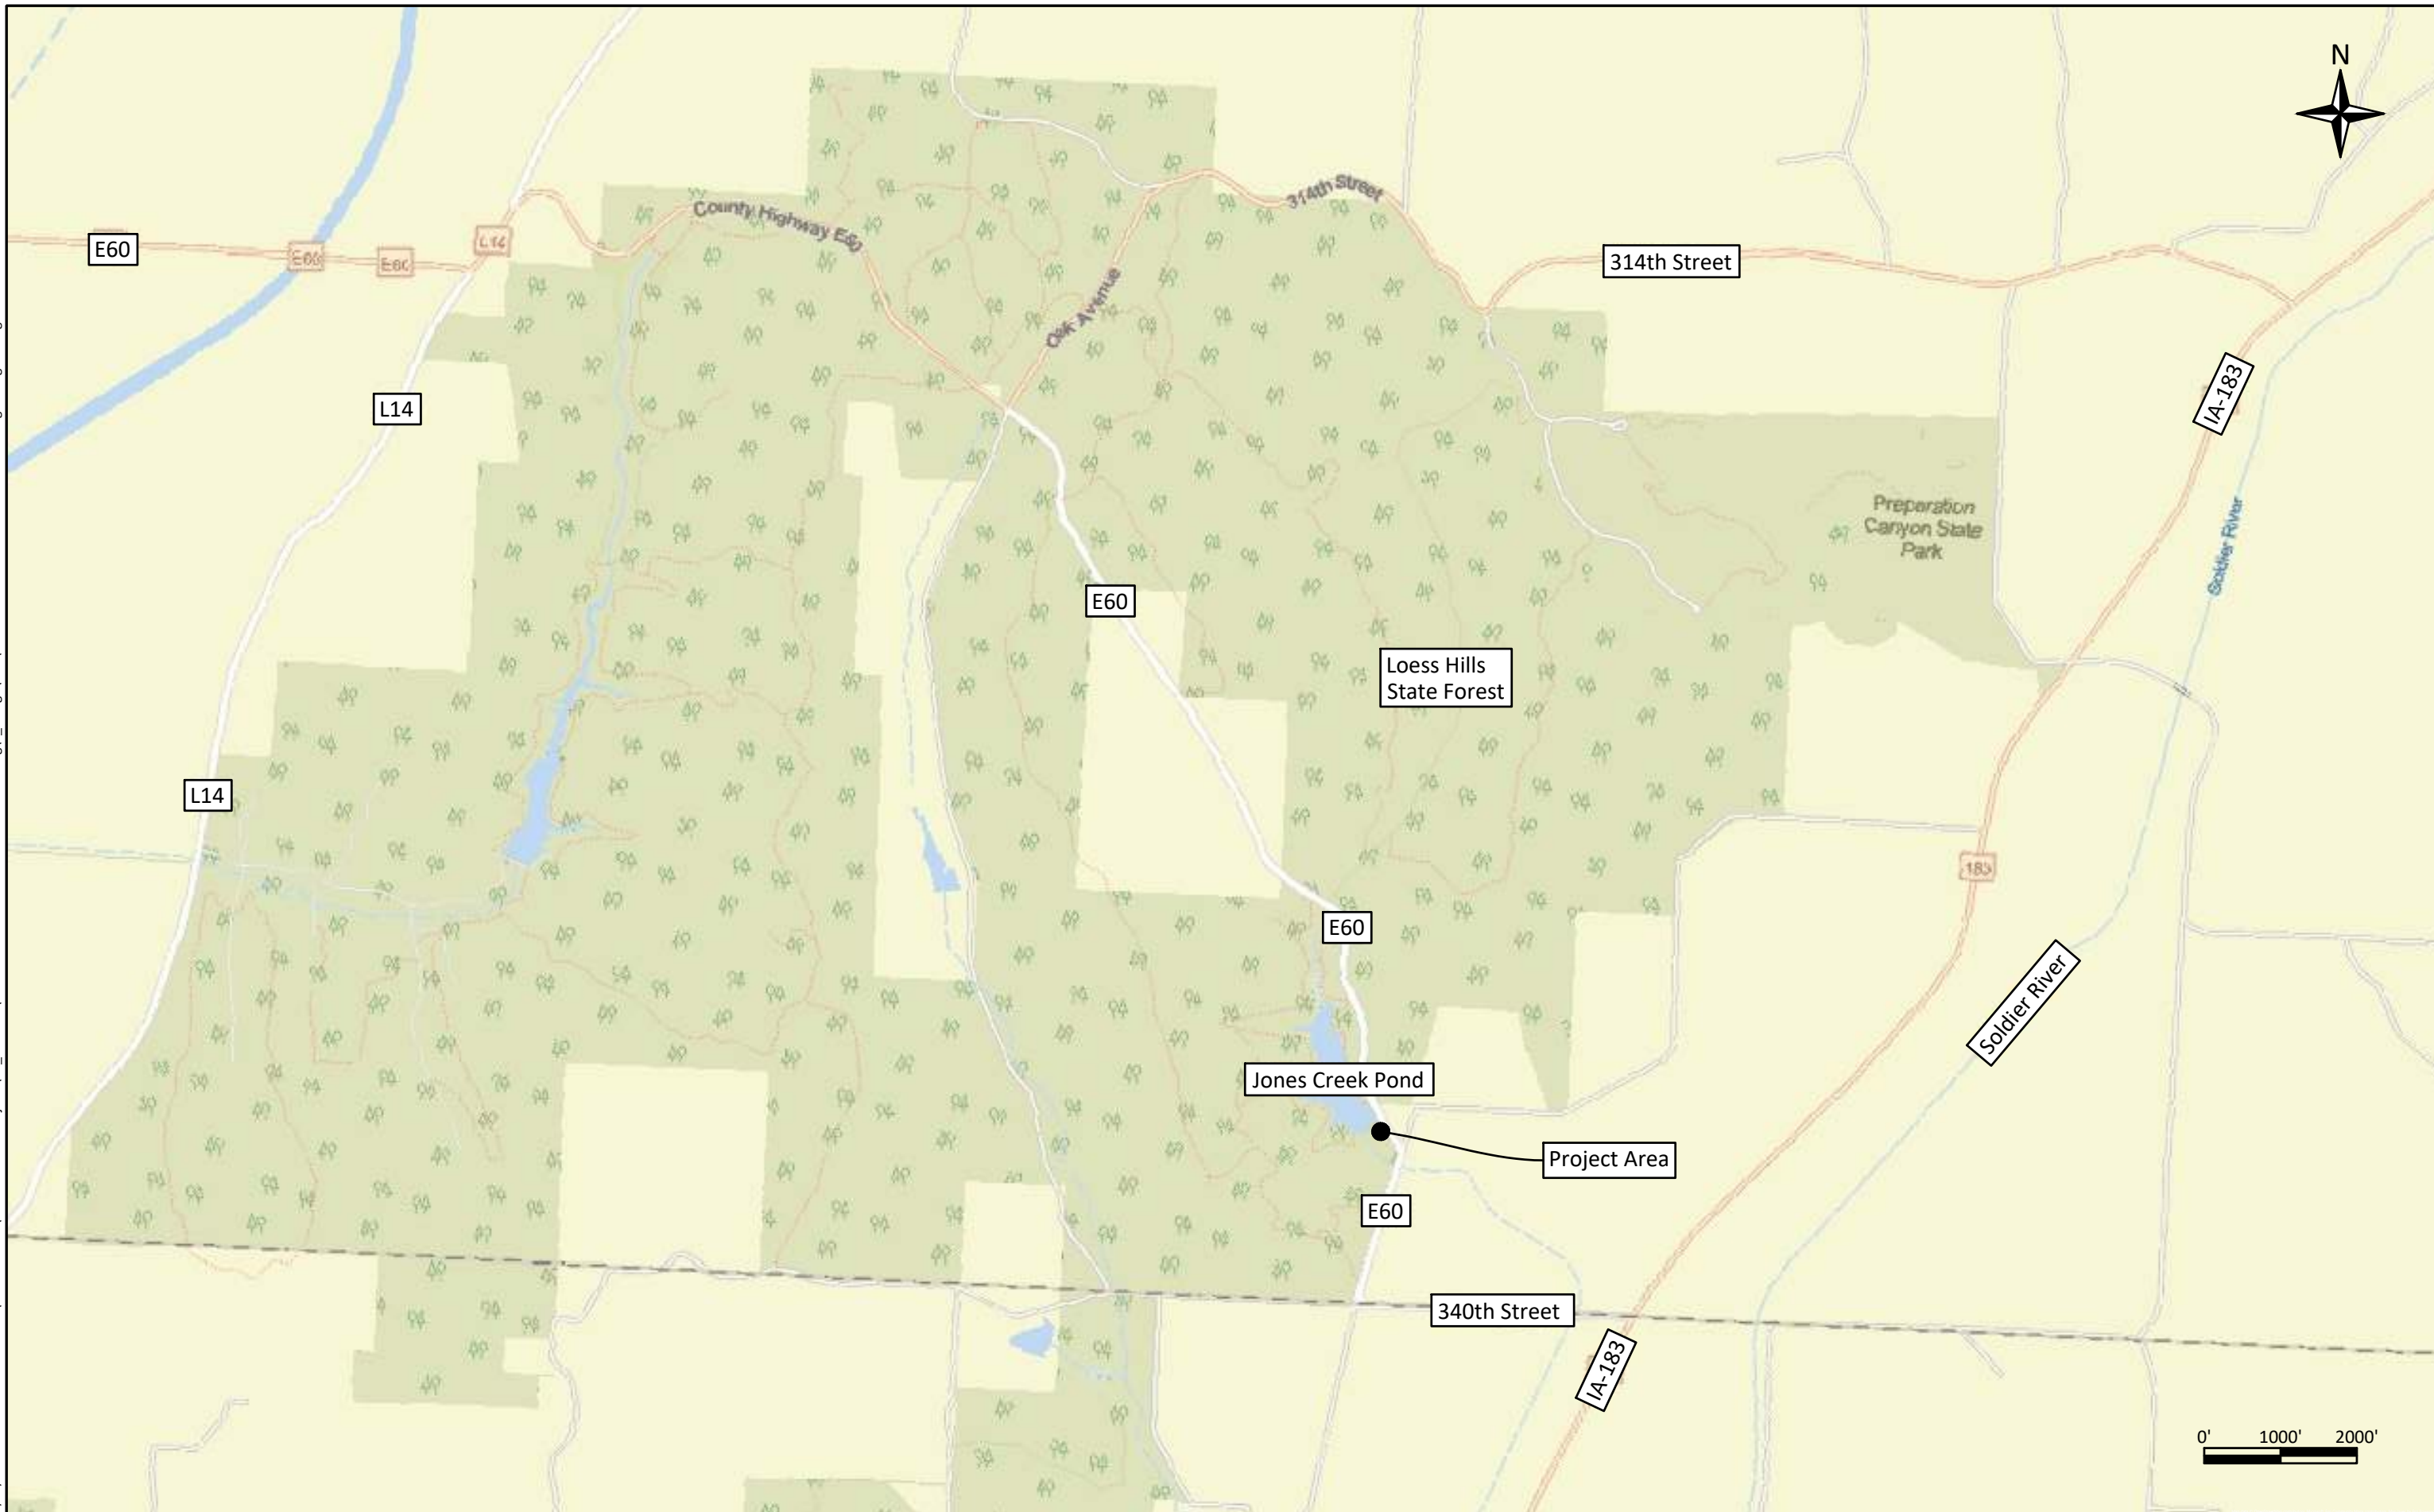 N
314th Street
County Highway E60
E60
L14
E60
E60
314th Street
Oak Avenue
IA-183
L14
Preparation
Canyon State
Park
Soldier River
E60
Loess Hills
State Forest
L14
183
E60
Soldier River
Jones Creek Pond
Project Area
E60
340th Street
IA-183
0' 1000' 2000'